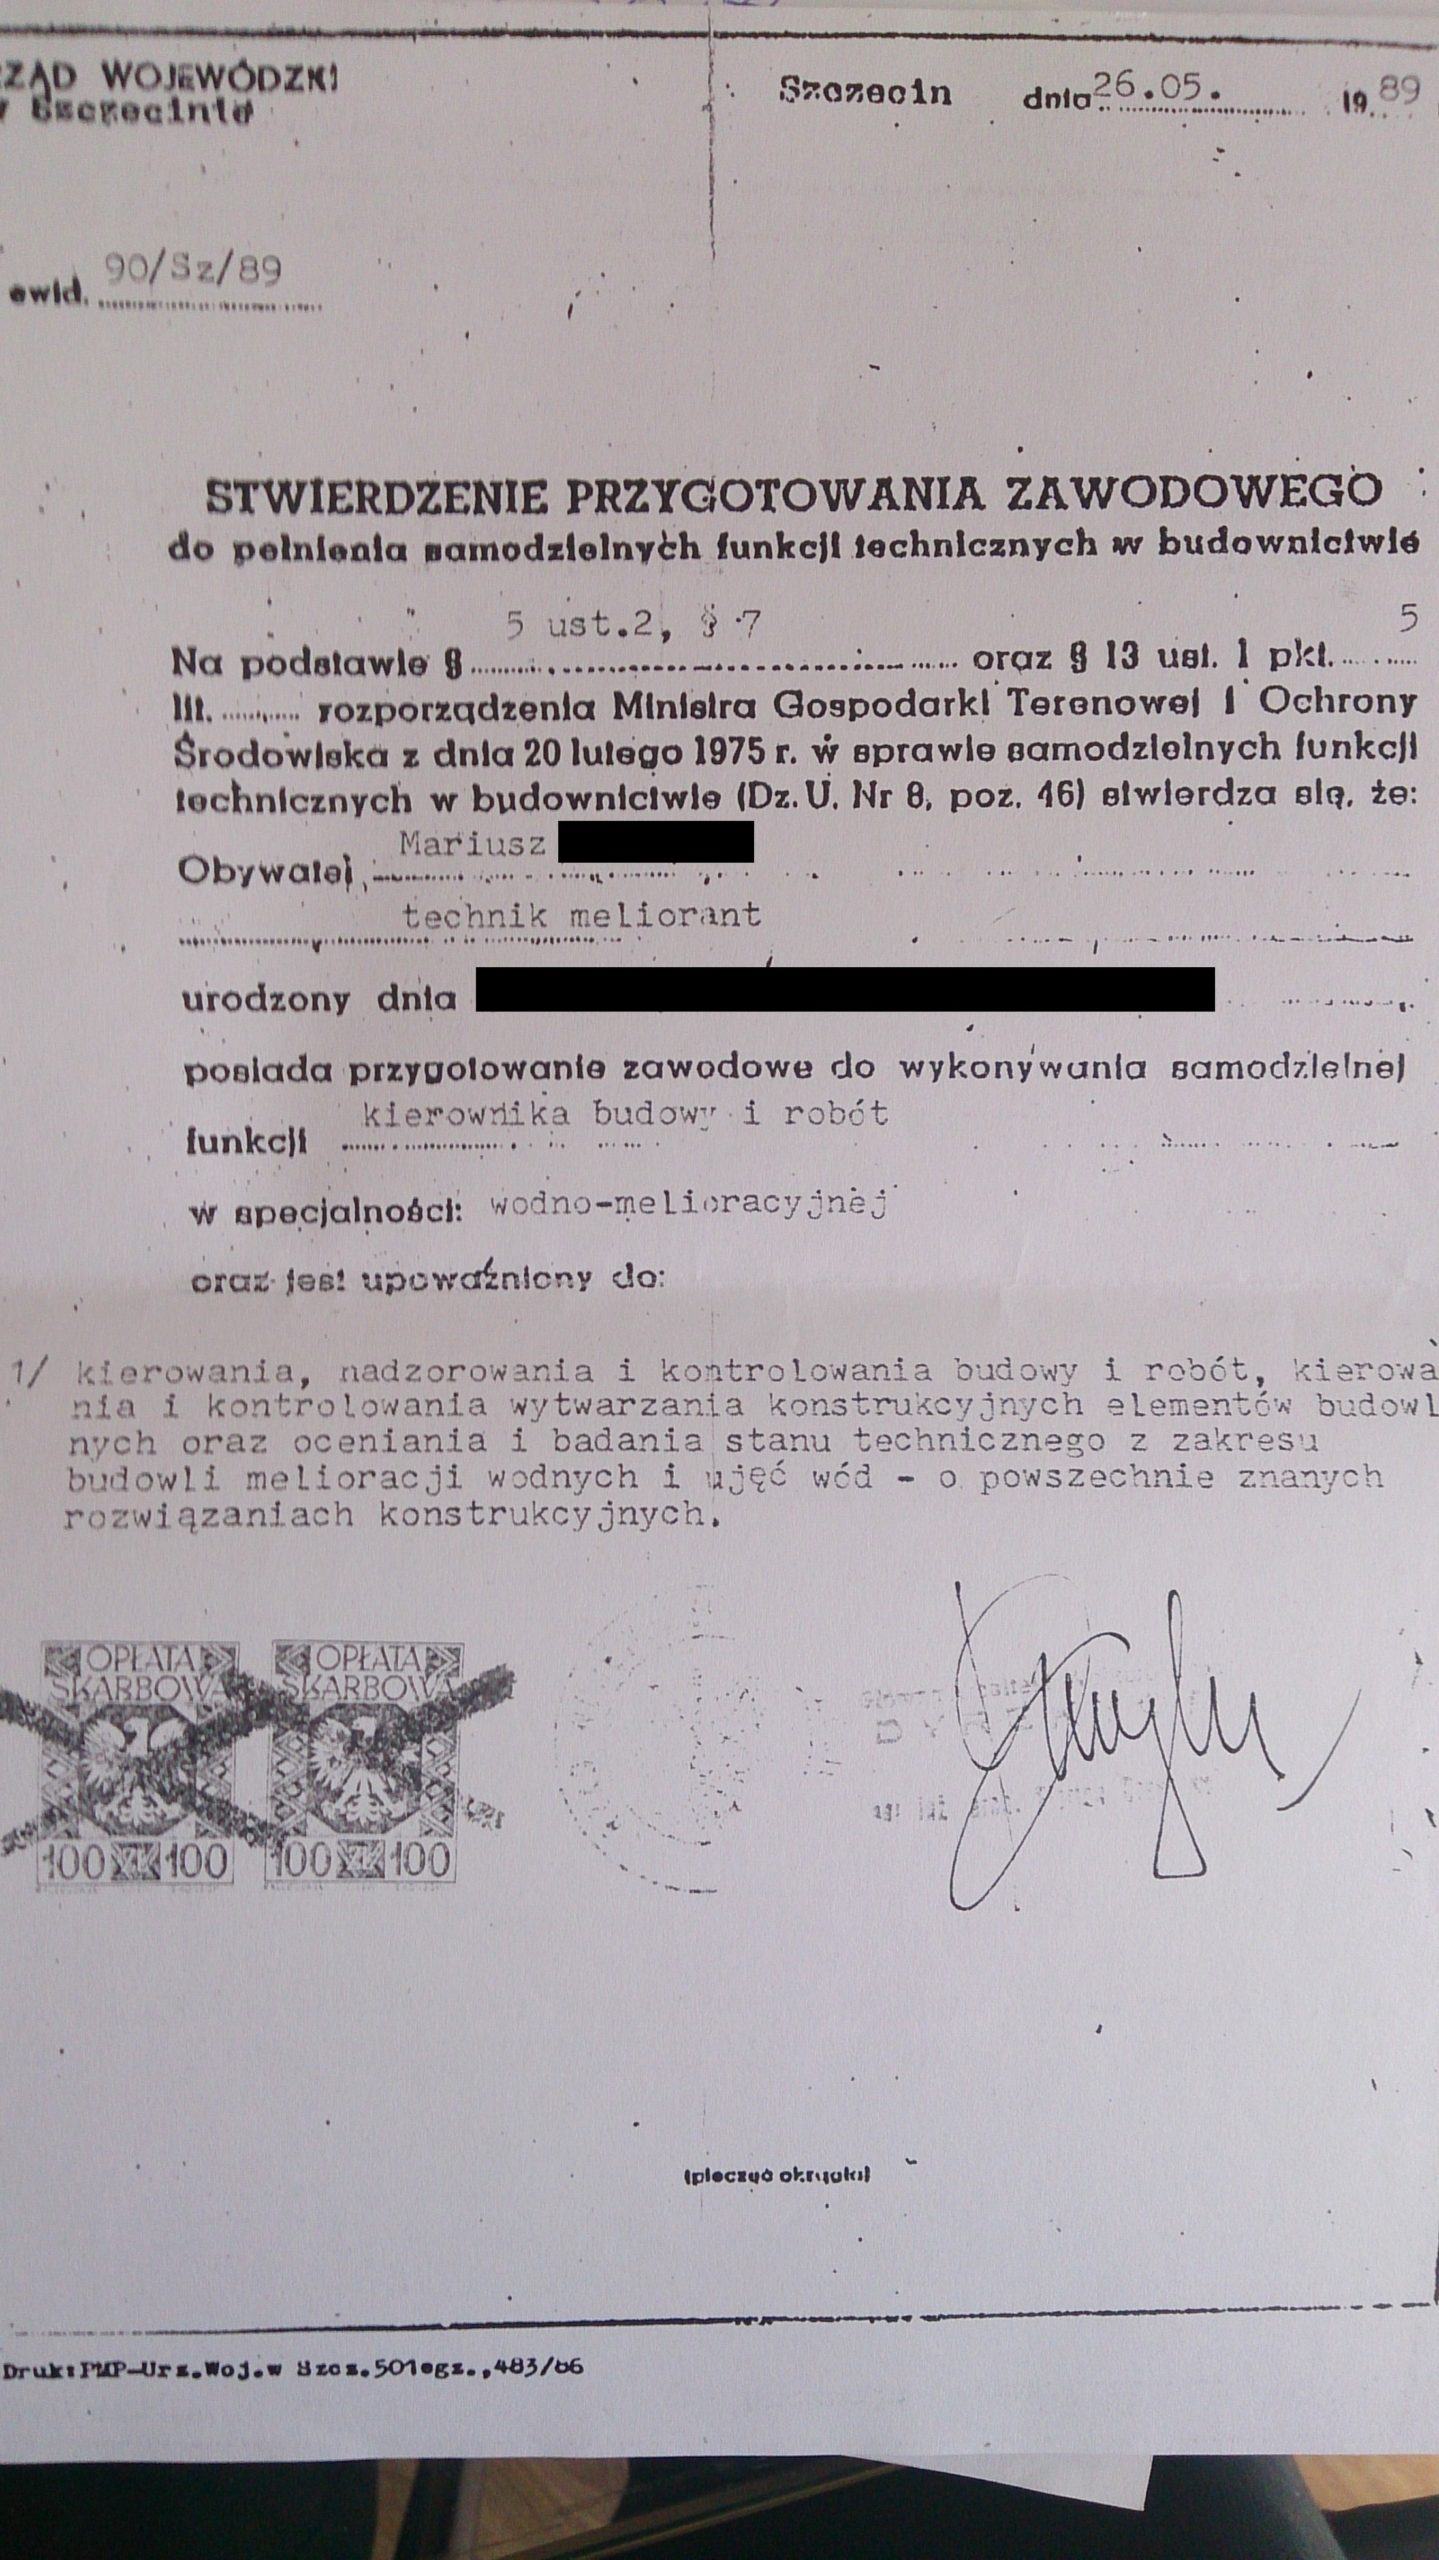 RZĄD WOJEWÓDZKI
w Szczecinie
Szczecin dnia 26.05. 1989
ewid. 90/Sz/89
STWIERDZENIE PRZYGOTOWANIA ZAWODOWEGO
do pełnienia samodzielnych funkcji technicznych w budownictwie
Na podstawie § 5 ust.2, § 7 oraz § 13 ust. 1 pkt. 5
lit. rozporządzenia Ministra Gospodarki Terenowej i Ochrony
Środowiska z dnia 20 lutego 1975 r. w sprawie samodzielnych funkcji
technicznych w budownictwie (Dz. U. Nr 8, poz. 46) stwierdza się, że:
Obywatel Mariusz
technik meliorant
urodzony dnia
posiada przygotowanie zawodowe do wykonywania samodzielnej
funkcji kierownika budowy i robót
w specjalności: wodno-melioracyjnej
oraz jest upoważniony do:
1/ kierowania, nadzorowania i kontrolowania budowy i robót, kierowa
nia i kontrolowania wytwarzania konstrukcyjnych elementów budowl
nych oraz oceniania i badania stanu technicznego z zakresu
budowli melioracji wodnych i ujęć wód - o powszechnie znanych
rozwiązaniach konstrukcyjnych.
OPŁATA SKARBOWA 100 ZŁ 100
OPŁATA SKARBOWA 100 ZŁ 100
(pieczęć okrągła)
Druk: PMP-Urz.Woj.w Szcz. 501egz., 483/86